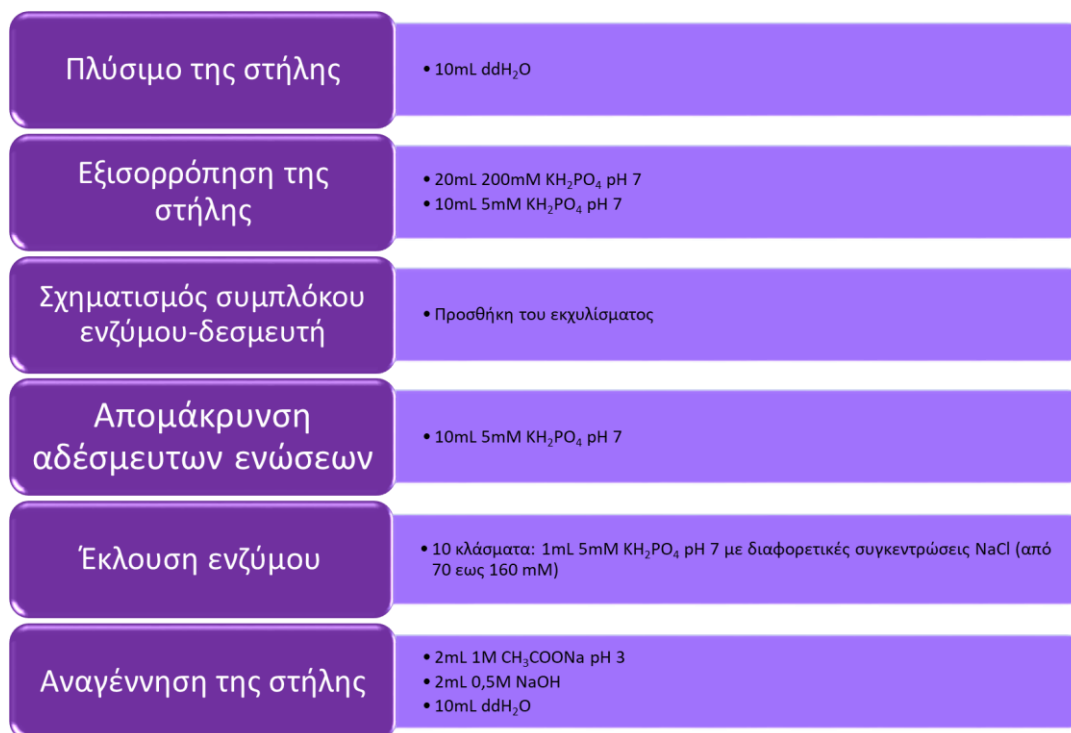 Πλύσιμο της στήλης
• 10mL ddH₂O
Εξισορρόπηση της
στήλης
• 20mL 200mM KH₂PO₄ pH 7
• 10mL 5mM KH₂PO₄ pH 7
Σχηματισμός συμπλόκου
ενζύμου-δεσμευτή
• Προσθήκη του εκχυλίσματος
Απομάκρυνση
αδέσμευτων ενώσεων
• 10mL 5mM KH₂PO₄ pH 7
Έκλουση ενζύμου
• 10 κλάσματα: 1mL 5mM KH₂PO₄ pH 7 με διαφορετικές συγκεντρώσεις NaCl (από
70 εως 160 mM)
Αναγέννηση της στήλης
• 2mL 1M CH₃COONa pH 3
• 2mL 0,5M NaOH
• 10mL ddH₂O